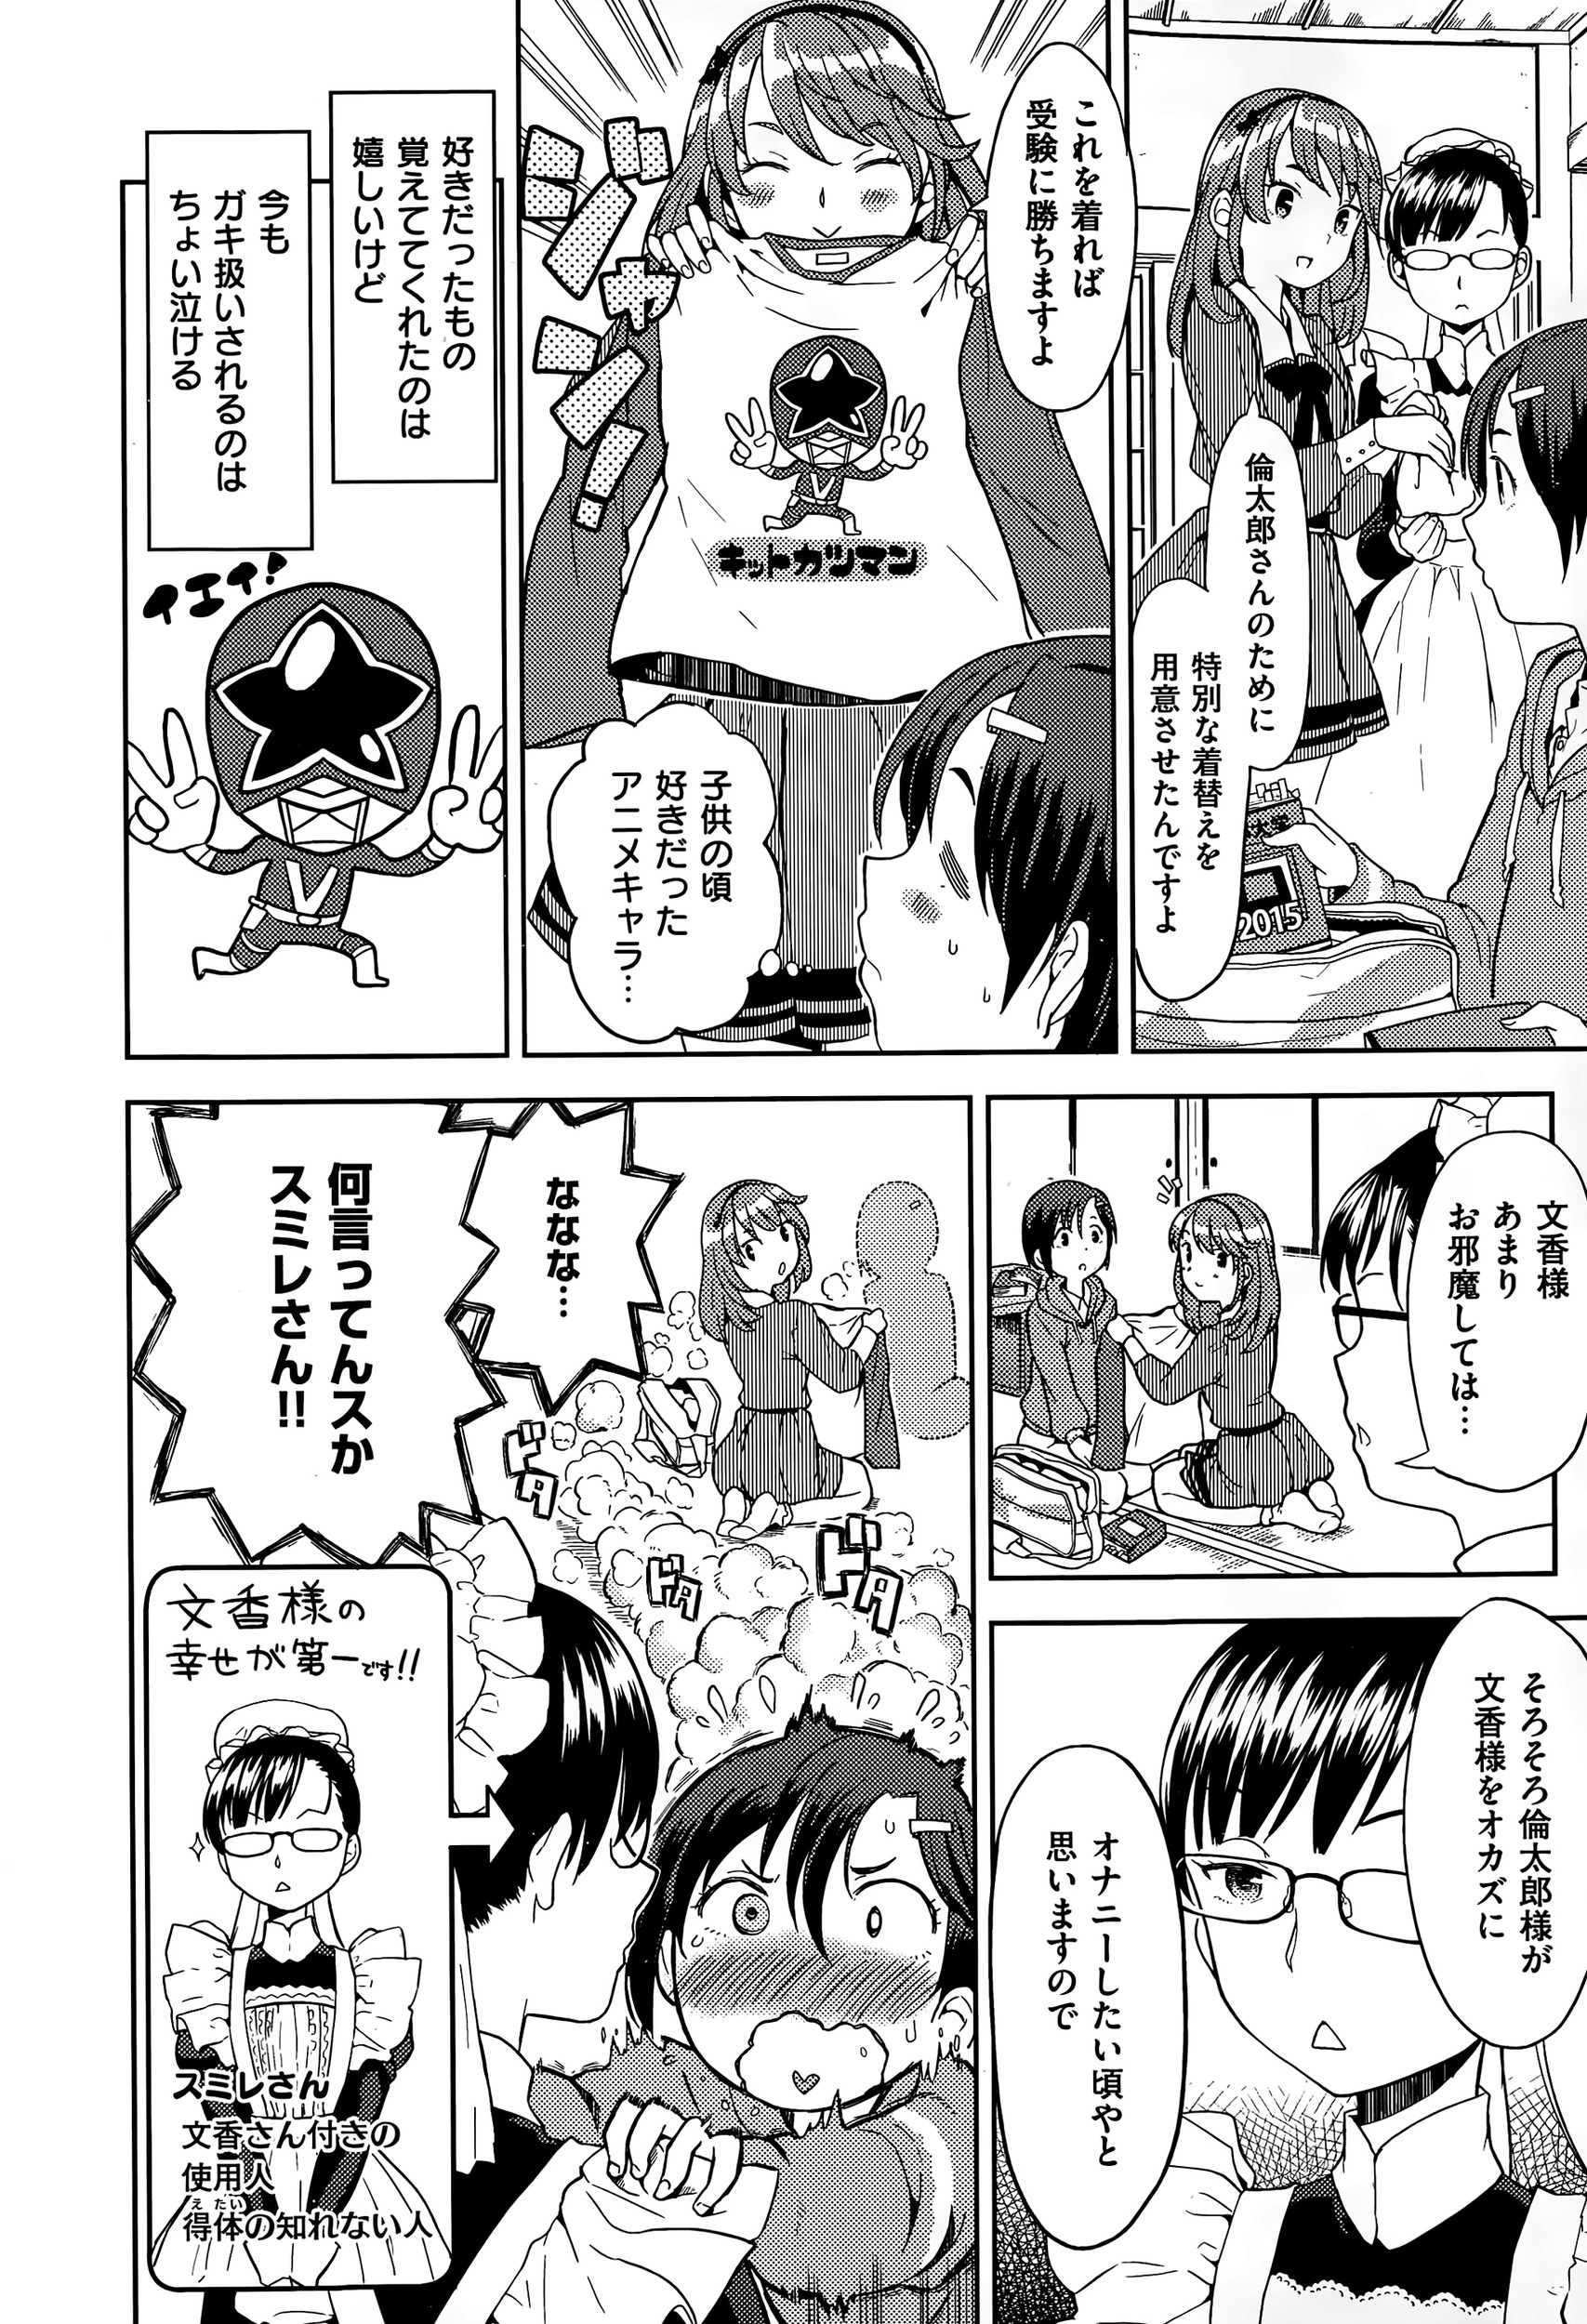 倫太郎さんのために
特別な着替えを
用意させたんですよ
大学
2015
これを着れば
受験に勝ちますよ
キットカツマン
子供の頃
好きだった
アニメキャラ…
好きだったもの
覚えててくれたのは
嬉しいけど
今も
ガキ扱いされるのは
ちょい泣ける
イエイ!
文香様
あまり
お邪魔しては…
そろそろ倫太郎様が
文香様をオカズに
オナニーしたい頃やと
思いますので
ななな…
何言ってんスか
スミレさん!!
ドドドド
文香様の
幸せが第一です!!
スミレさん
文香さん付きの
使用人
えたい
得体の知れない人